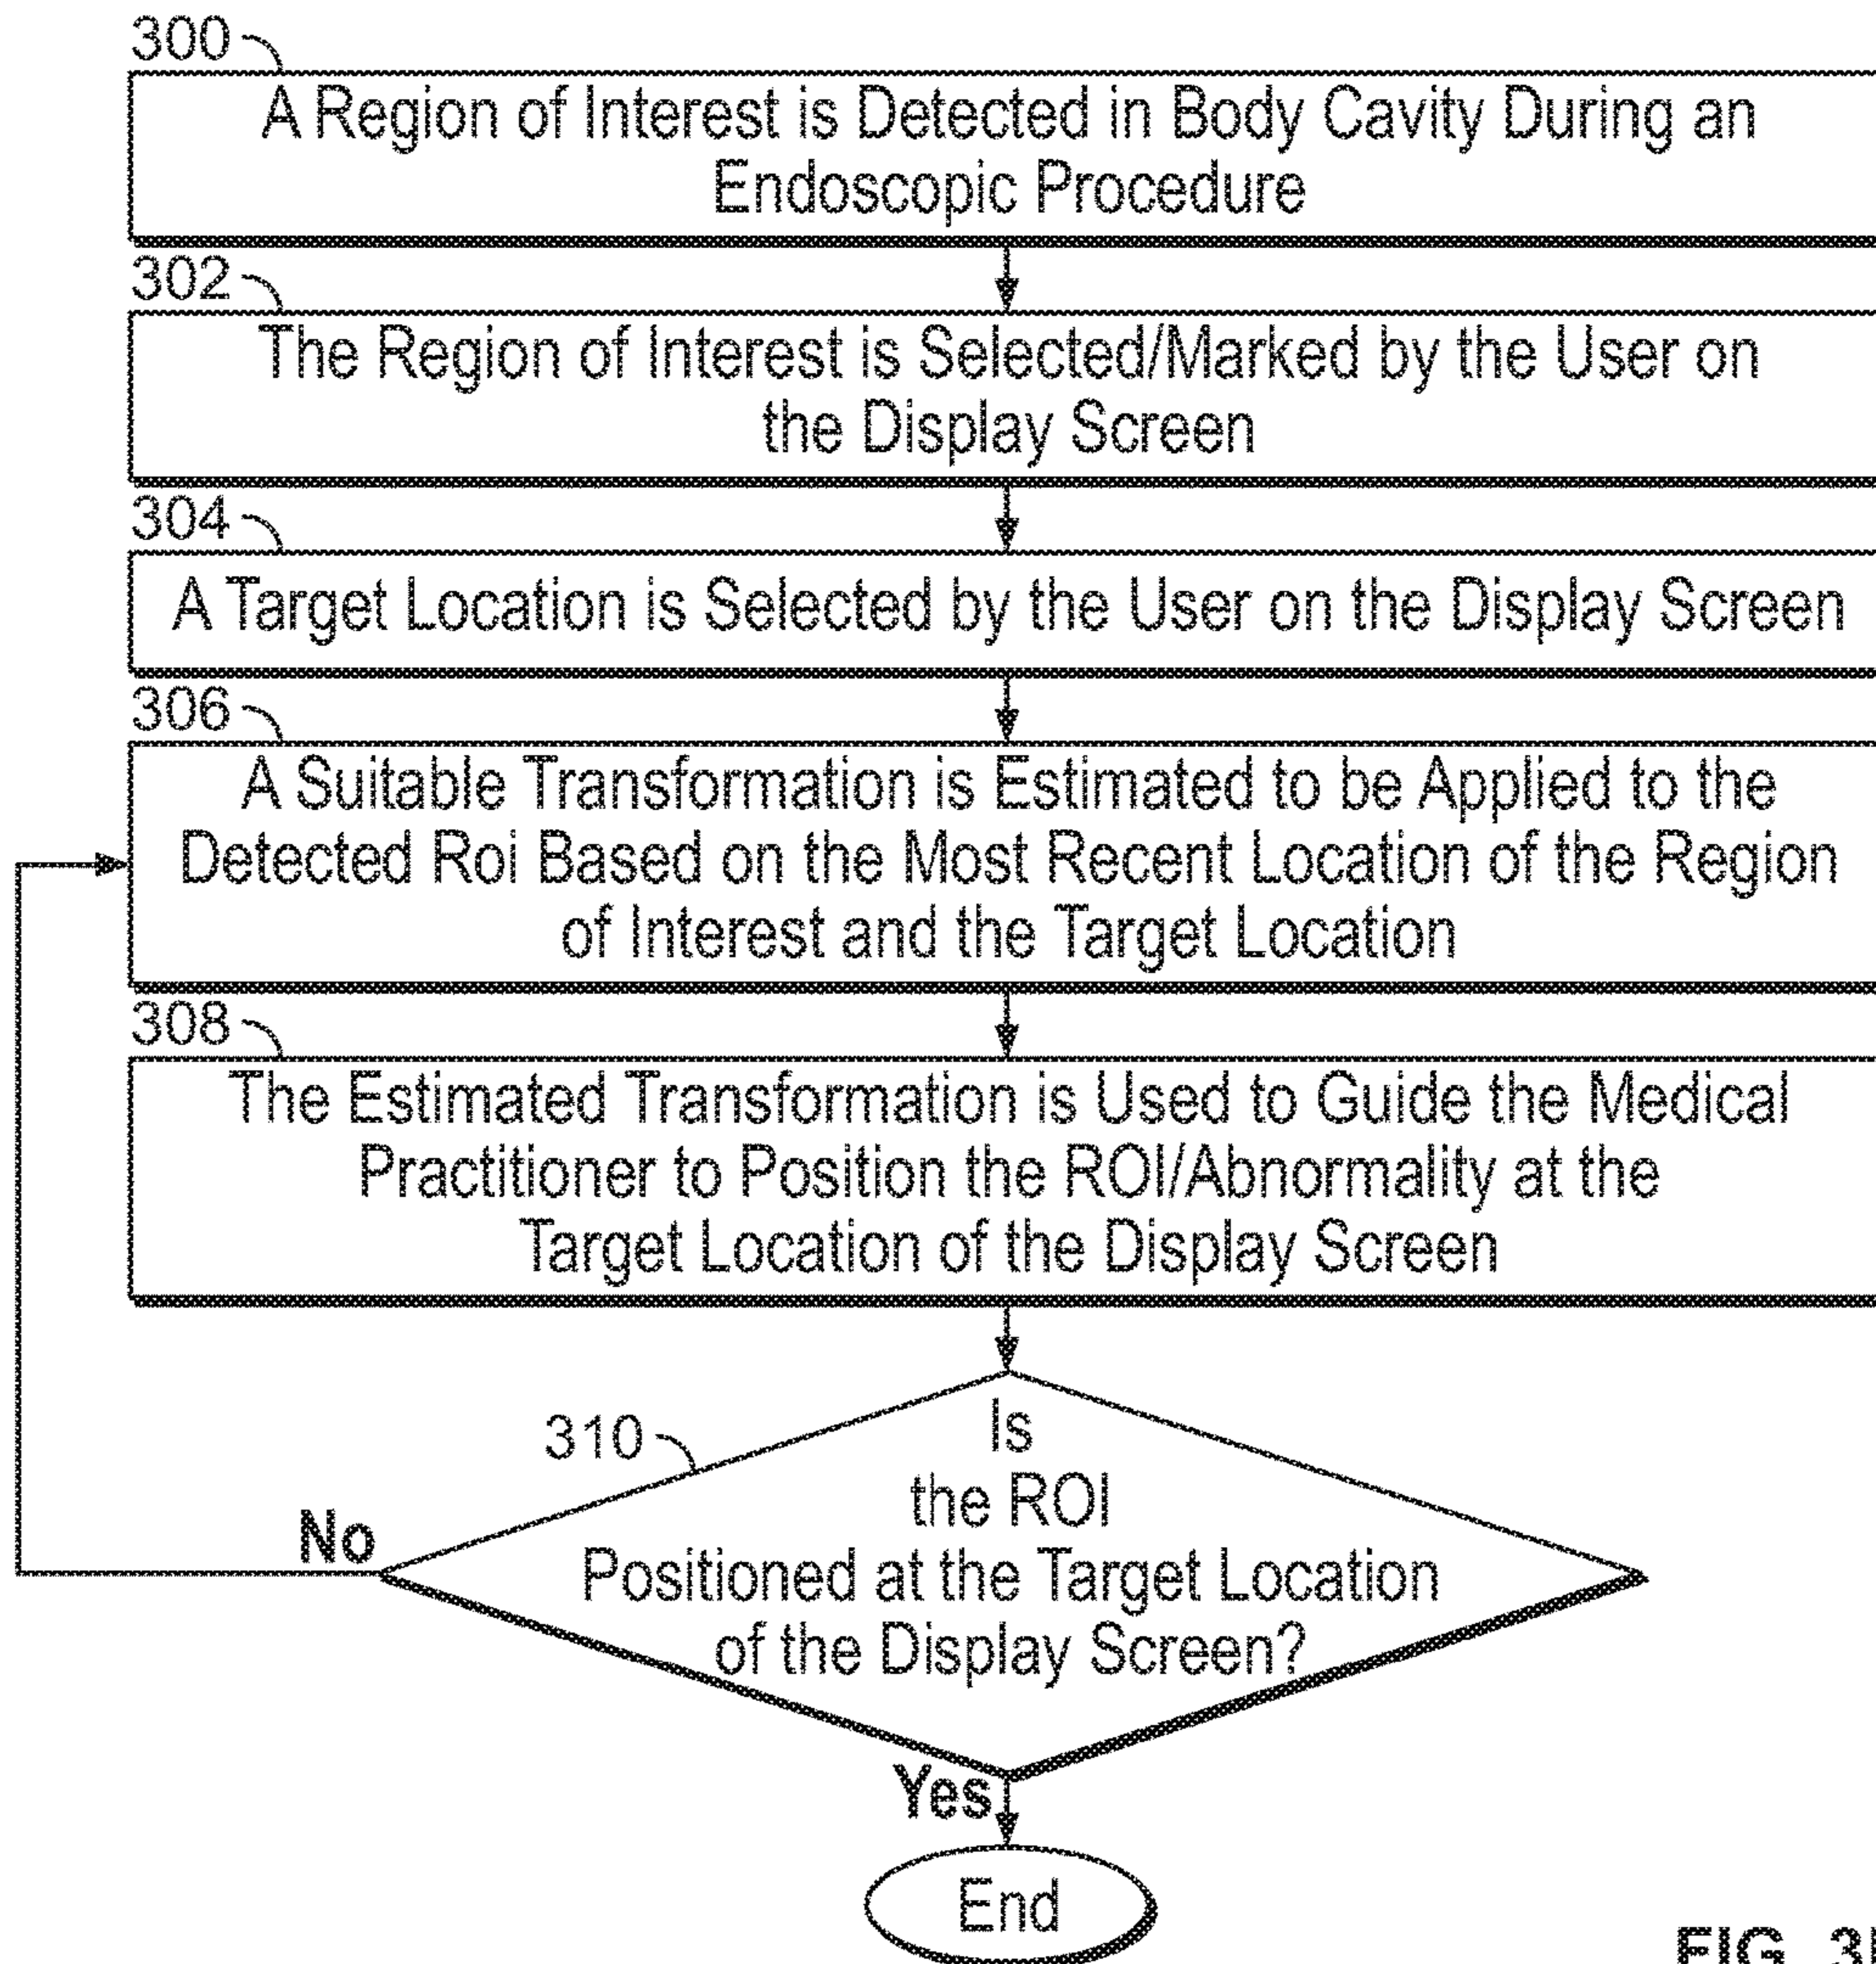 300
A Region of Interest is Detected in Body Cavity During an
Endoscopic Procedure
302
The Region of Interest is Selected/Marked by the User on
the Display Screen
304
A Target Location is Selected by the User on the Display Screen
306
A Suitable Transformation is Estimated to be Applied to the
Detected Roi Based on the Most Recent Location of the Region
of Interest and the Target Location
308
The Estimated Transformation is Used to Guide the Medical
Practitioner to Position the ROI/Abnormality at the
Target Location of the Display Screen
310
Is
the ROI
Positioned at the Target Location
of the Display Screen?
No
Yes
End
FIG.